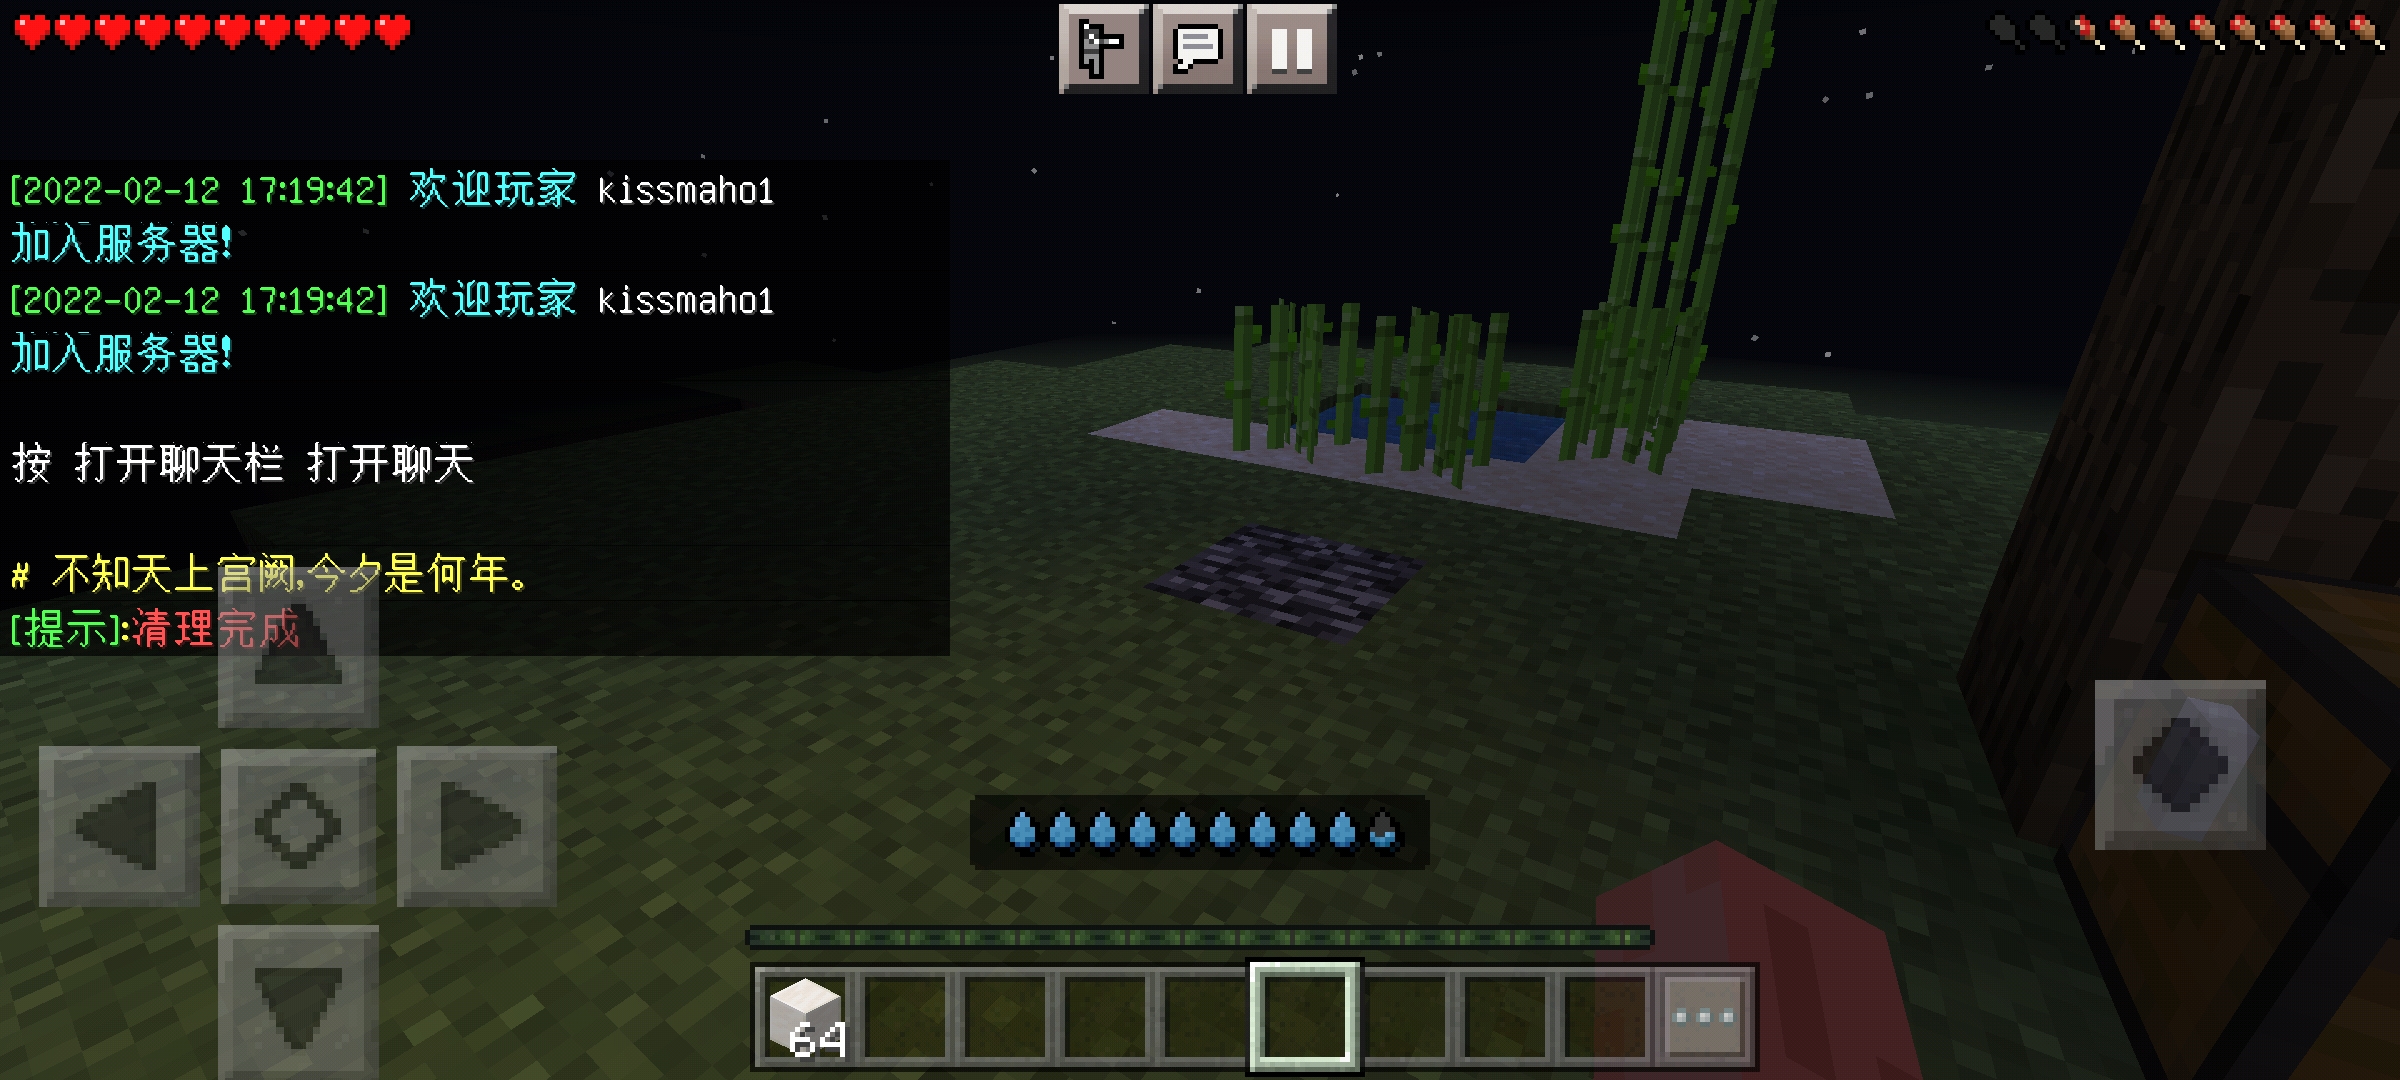 [2022-02-12 17:19:42] 欢迎玩家 kissmaho1
加入服务器!
[2022-02-12 17:19:42] 欢迎玩家 kissmaho1
加入服务器!
按 打开聊天栏 打开聊天
# 不知天上宫阙,今夕是何年。
[提示]:清理完成
64